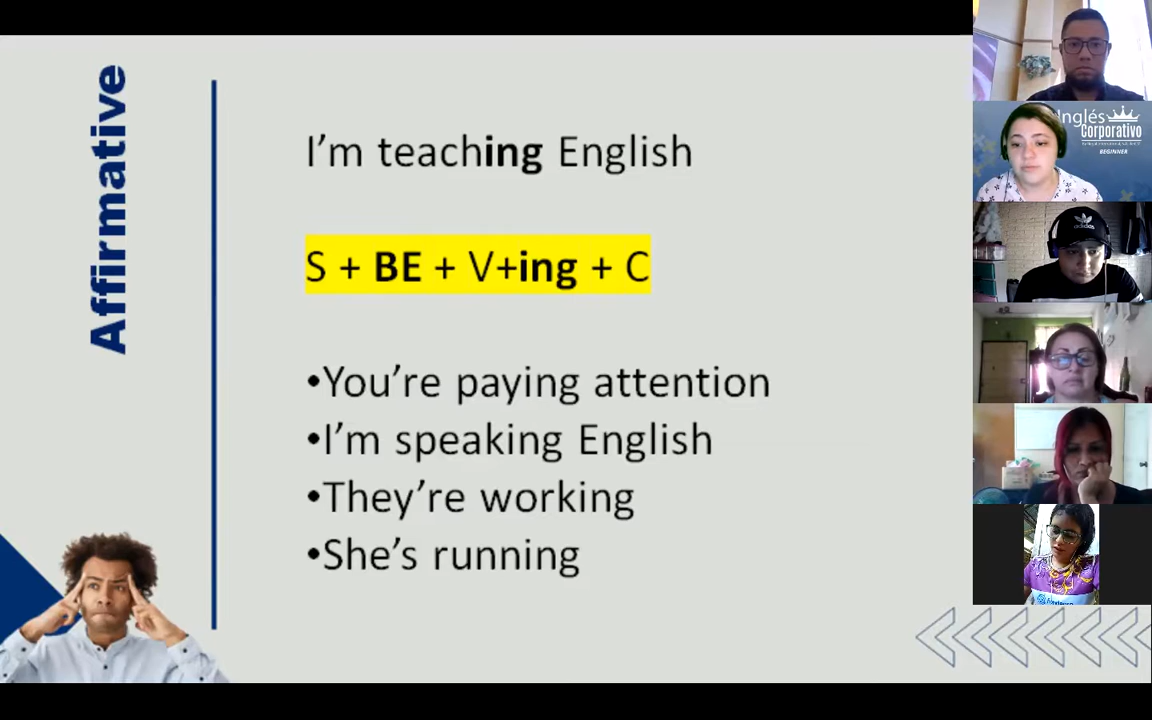 Affirmative
I'm teaching English
S + BE + V+ing + C
•You're paying attention
•I'm speaking English
•They're working
•She's running
Inglés
Corporativo
BEGINNER
adidas